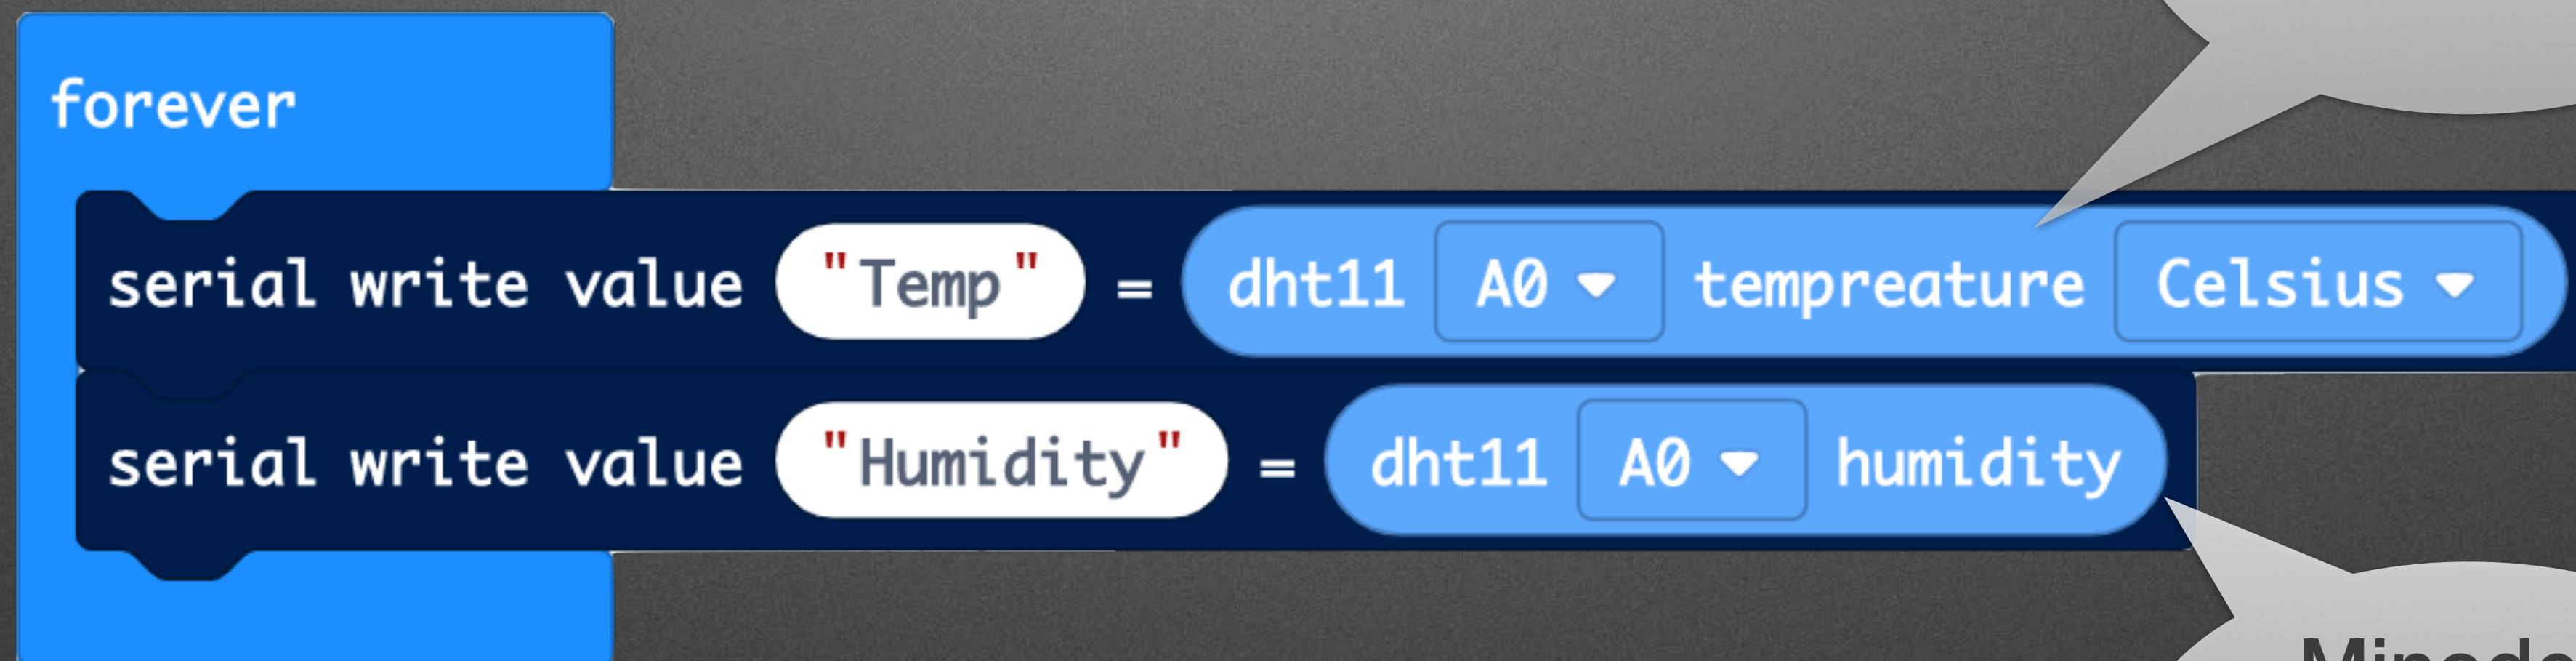 forever
serial write value "Temp" = dht11 A0 tempreature Celsius
serial write value "Humidity" = dht11 A0 humidity